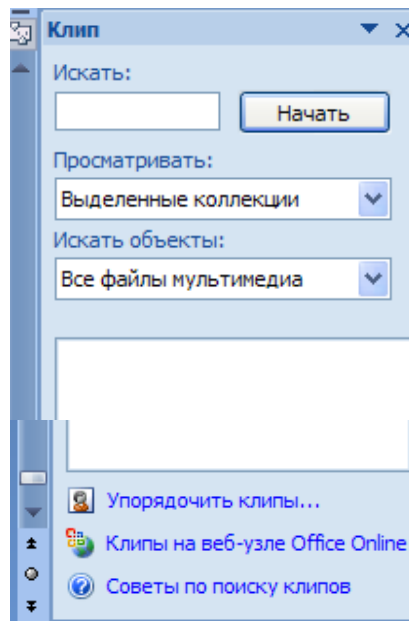 Клип
Искать:
Начать
Просматривать:
Выделенные коллекции
Искать объекты:
Все файлы мультимедиа
Упорядочить клипы...
Клипы на веб-узле Office Online
Советы по поиску клипов